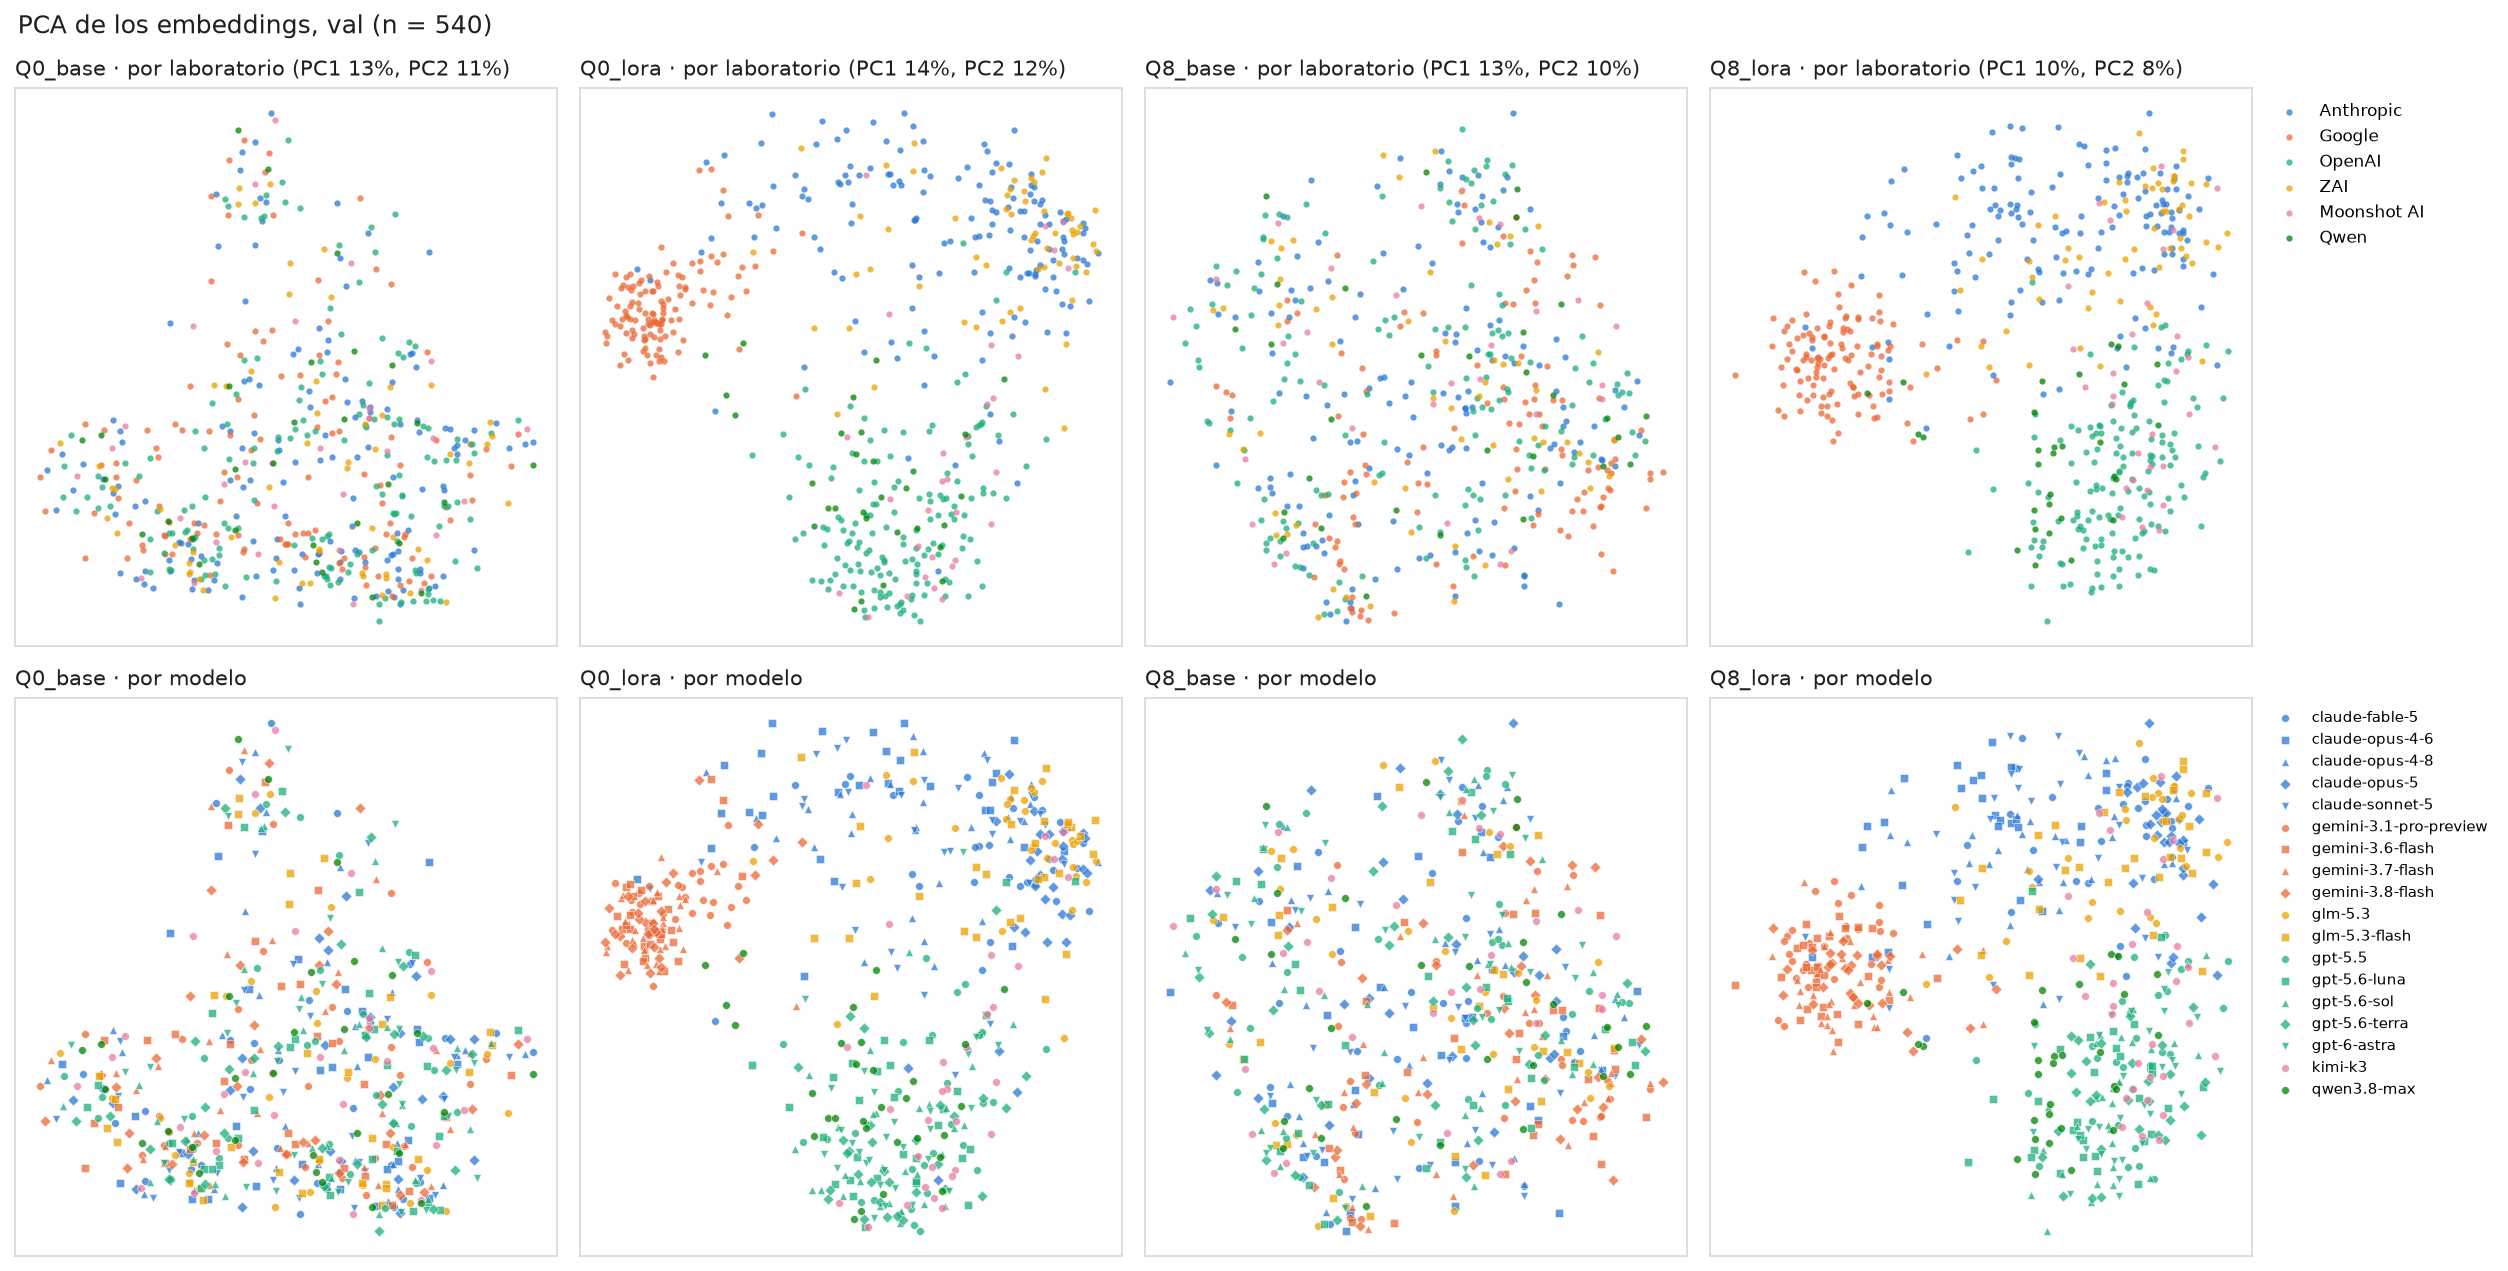 PCA de los embeddings, val (n = 540)
Q0_base · por laboratorio (PC1 13%, PC2 11%)
Q0_lora · por laboratorio (PC1 14%, PC2 12%)
Q8_base · por laboratorio (PC1 13%, PC2 10%)
Q8_lora · por laboratorio (PC1 10%, PC2 8%)
Anthropic
Google
OpenAI
ZAI
Moonshot AI
Qwen
Q0_base · por modelo
Q0_lora · por modelo
Q8_base · por modelo
Q8_lora · por modelo
claude-fable-5
claude-opus-4-6
claude-opus-4-8
claude-opus-5
claude-sonnet-5
gemini-3.1-pro-preview
gemini-3.6-flash
gemini-3.7-flash
gemini-3.8-flash
glm-5.3
glm-5.3-flash
gpt-5.5
gpt-5.6-luna
gpt-5.6-sol
gpt-5.6-terra
gpt-6-astra
kimi-k3
qwen3.8-max